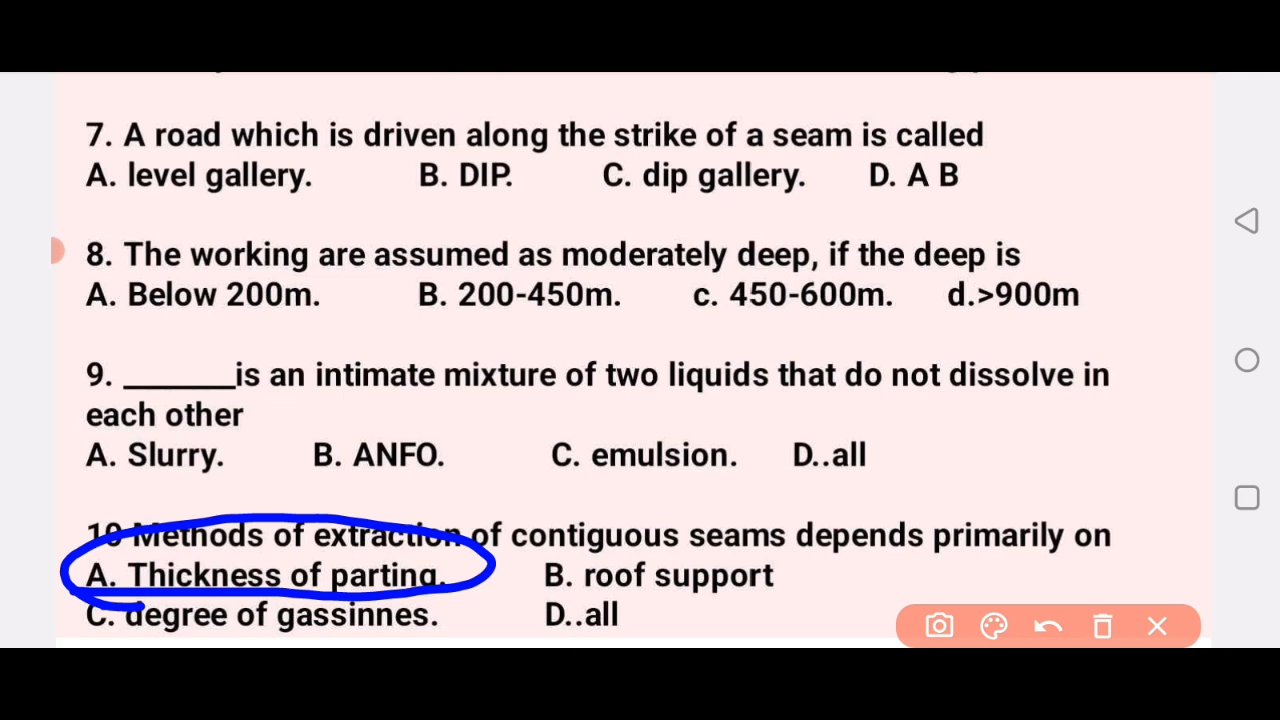 7. A road which is driven along the strike of a seam is called
A. level gallery. B. DIP. C. dip gallery. D. A B
8. The working are assumed as moderately deep, if the deep is
A. Below 200m. B. 200-450m. c. 450-600m. d.>900m
9. _______is an intimate mixture of two liquids that do not dissolve in
each other
A. Slurry. B. ANFO. C. emulsion. D..all
10 Methods of extraction of contiguous seams depends primarily on
A. Thickness of parting. B. roof support
C. degree of gassinnes. D..all